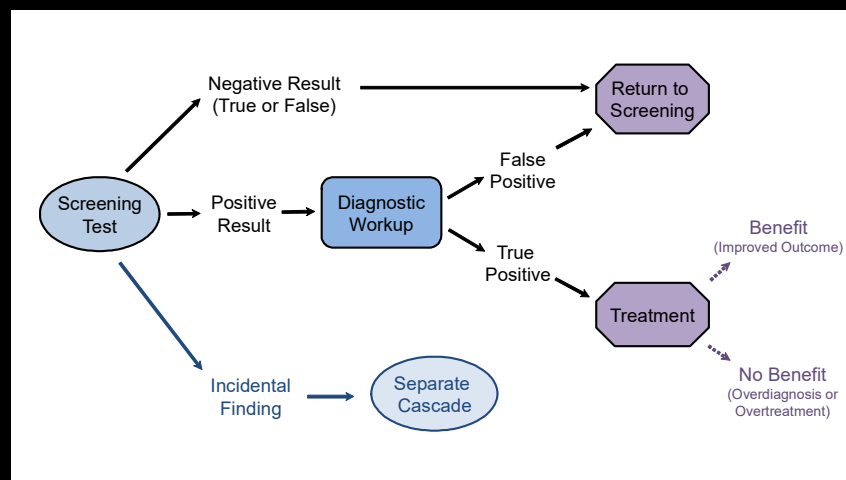 Negative Result
(True or False)
Return to
Screening
Screening
Test
Positive
Result
Diagnostic
Workup
False
Positive
True
Positive
Treatment
Benefit
(Improved Outcome)
No Benefit
(Overdiagnosis or
Overtreatment)
Incidental
Finding
Separate
Cascade